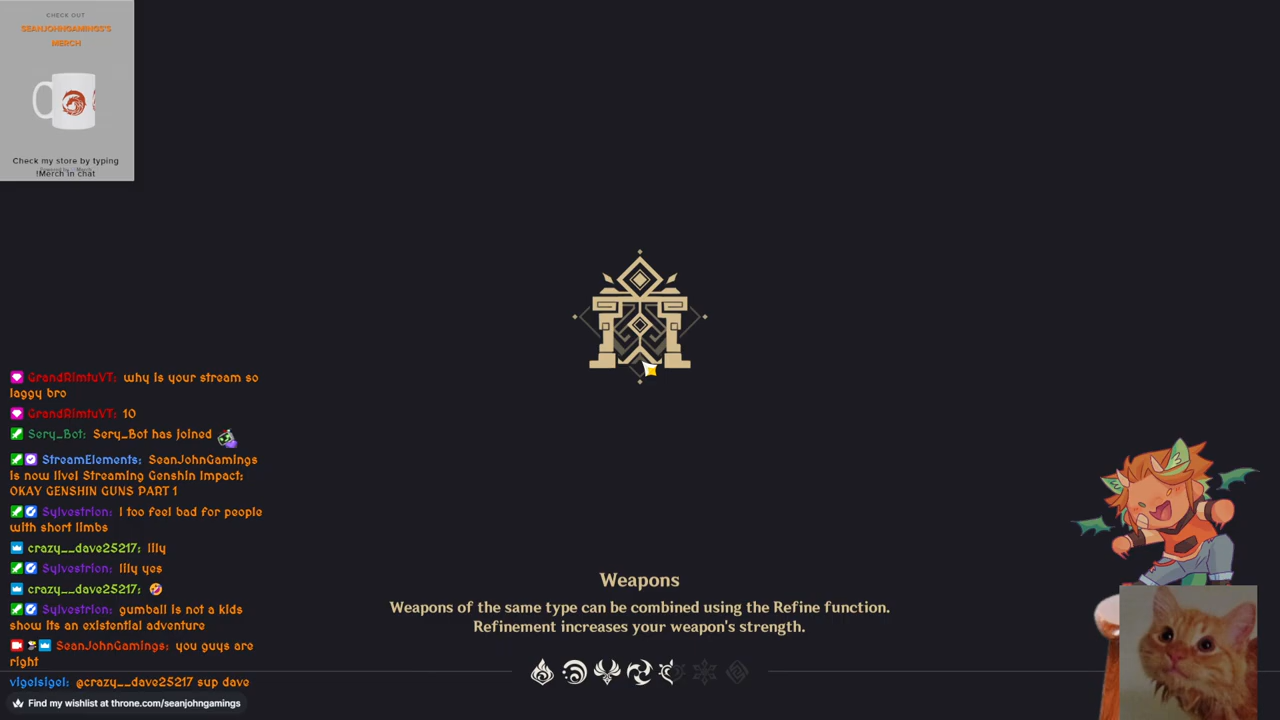 CHECK OUT
SEANJOHNGAMINGS'S
MERCH
Check my store by typing
!Merch in chat
GrandRimtuVT: why is your stream so
laggy bro
GrandRimtuVT: 10
Sery_Bot: Sery_Bot has joined
StreamElements: SeanJohnGamings
is now live! Streaming Genshin Impact:
OKAY GENSHIN GUNS PART 1
Sylvestrion: I too feel bad for people
with short limbs
crazy__dave25217: lily
Sylvestrion: lily yes
crazy__dave25217:
Sylvestrion: gumball is not a kids
show its an existential adventure
SeanJohnGamings: you guys are
right
vigelsigel: @crazy__dave25217 sup dave
Find my wishlist at throne.com/seanjohngamings
Weapons
Weapons of the same type can be combined using the Refine function.
Refinement increases your weapon's strength.